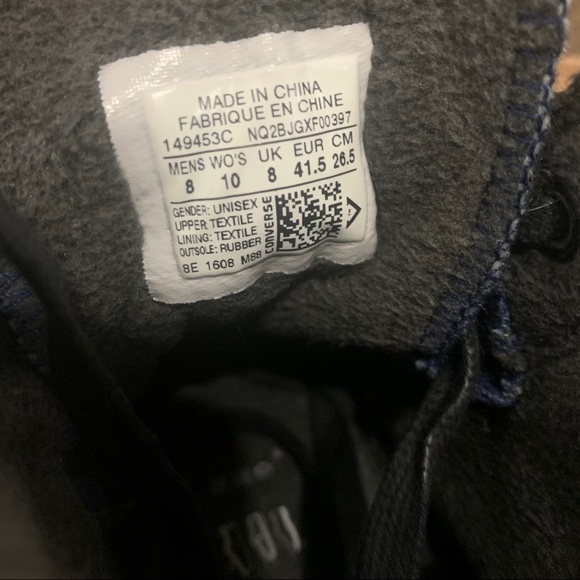 MADE IN CHINA
FABRIQUE EN CHINE
149453C NQ2BJGXF00397
MENS WO'S UK EUR CM
8 10 8 41.5 26.5
GENDER: UNISEX
UPPER: TEXTILE
LINING: TEXTILE
OUTSOLE: RUBBER
8E 1608 M88
CONVERSE